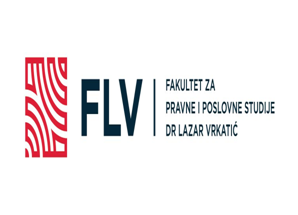 FLV
FAKULTET ZA
PRAVNE I POSLOVNE STUDIJE
DR LAZAR VRKATIĆ